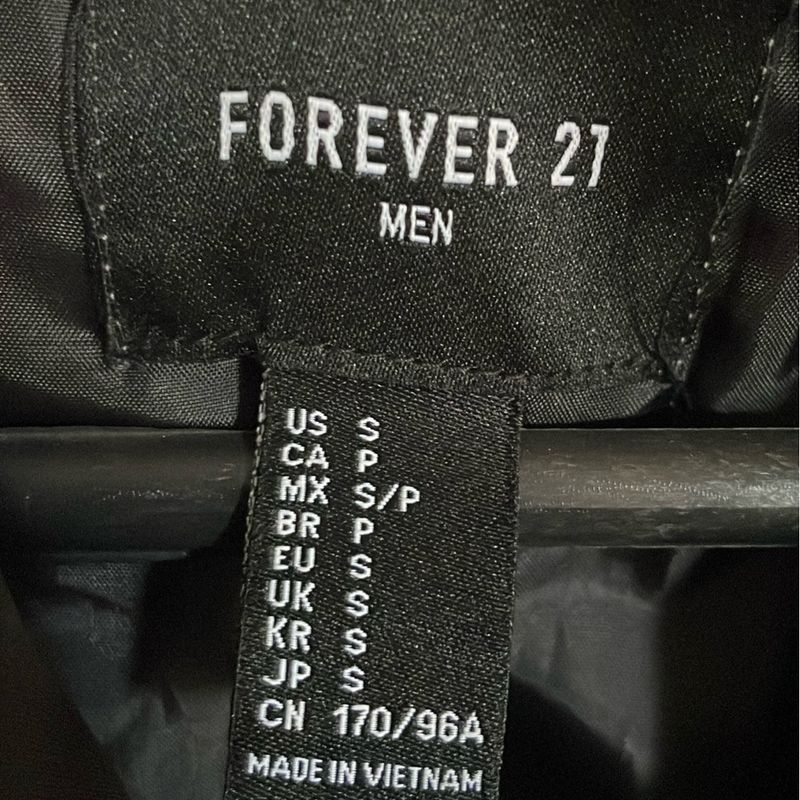 FOREVER 21
MEN
US S
CA P
MX S/P
BR P
EU S
UK S
KR S
JP S
CN 170/96A
MADE IN VIETNAM